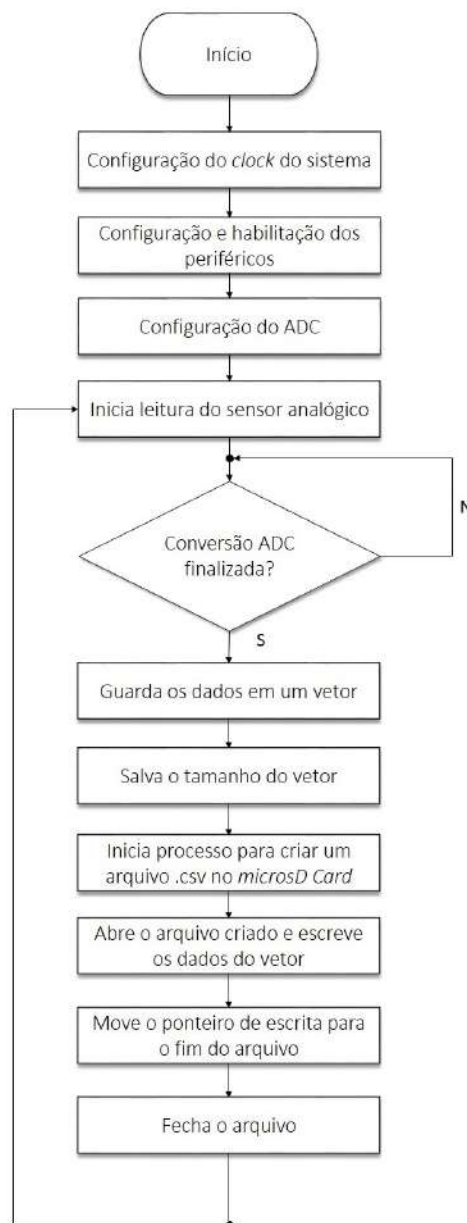 Início
Configuração do clock do sistema
Configuração e habilitação dos
periféricos
Configuração do ADC
Inicia leitura do sensor analógico
N
Conversão ADC
finalizada?
S
Guarda os dados em um vetor
Salva o tamanho do vetor
Inicia processo para criar um
arquivo .csv no microsD Card
Abre o arquivo criado e escreve
os dados do vetor
Move o ponteiro de escrita para
o fim do arquivo
Fecha o arquivo